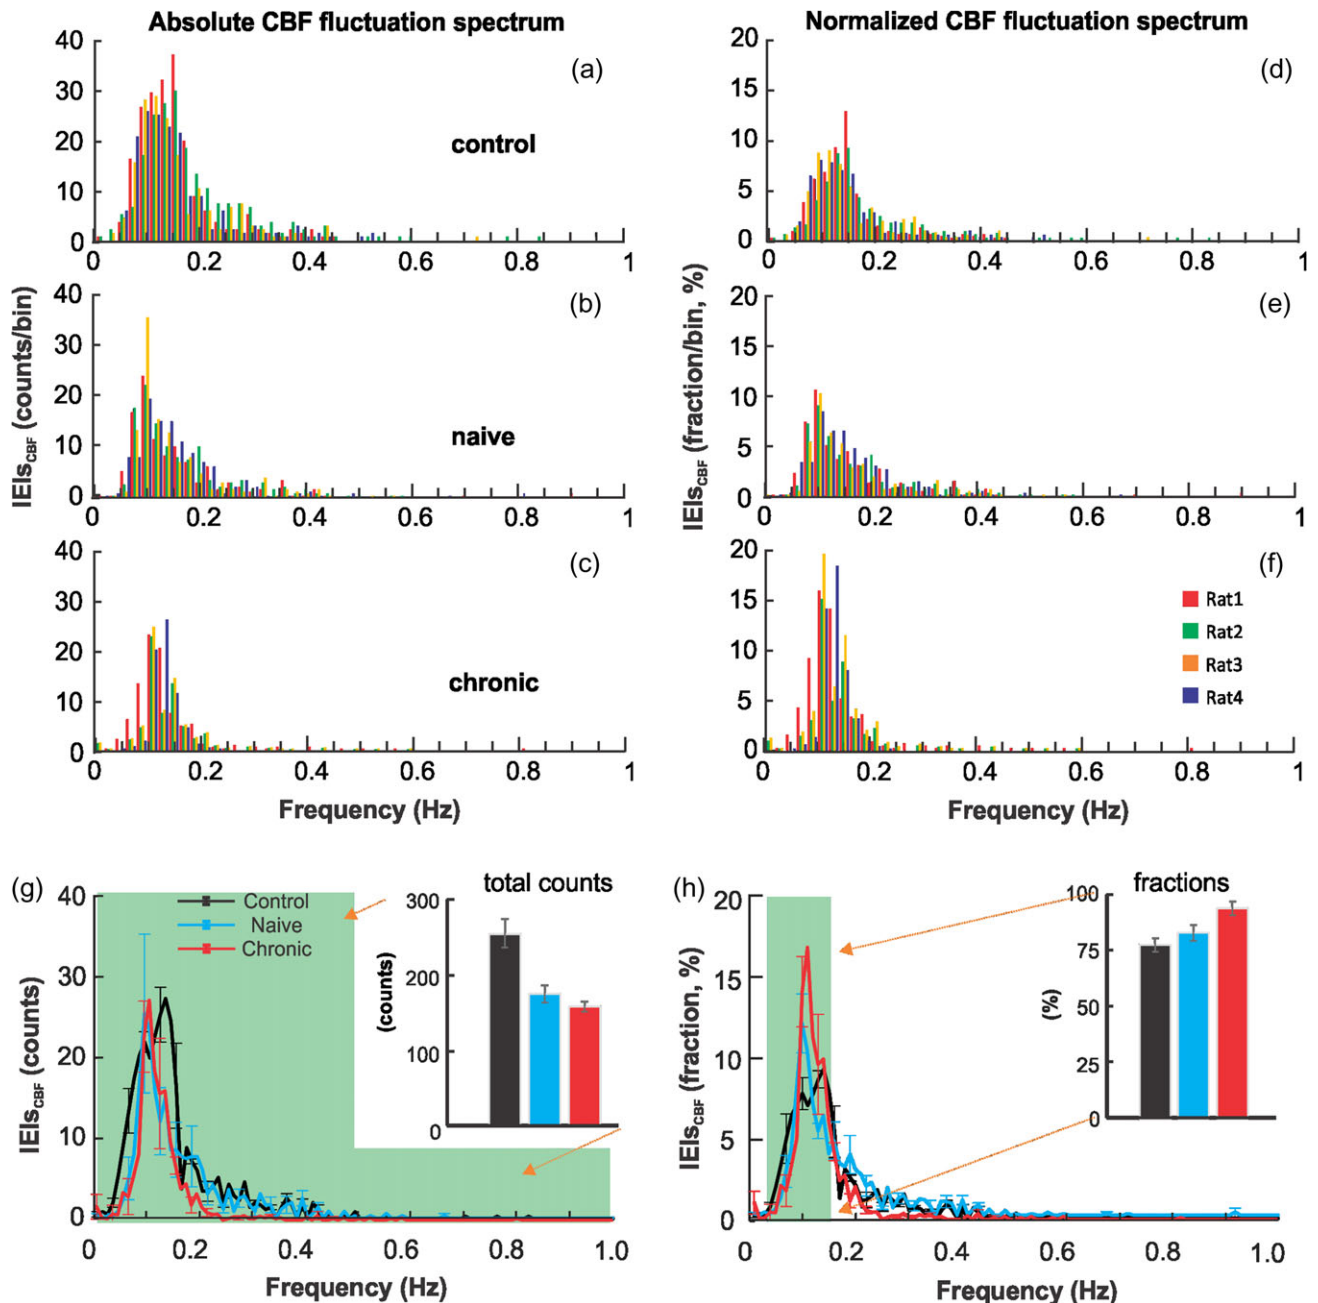 Absolute CBF fluctuation spectrum
Normalized CBF fluctuation spectrum
40
30
20
10
0
(a)
control
0 0.2 0.4 0.6 0.8 1
20
15
10
5
0
(d)
0 0.2 0.4 0.6 0.8 1
IEIsCBF (counts/bin)
40
30
20
10
0
(b)
naive
0 0.2 0.4 0.6 0.8 1
IEIsCBF (fraction/bin, %)
20
15
10
5
0
(e)
0 0.2 0.4 0.6 0.8 1
40
30
20
10
0
(c)
chronic
0 0.2 0.4 0.6 0.8 1
Frequency (Hz)
20
15
10
5
0
(f)
Rat1
Rat2
Rat3
Rat4
0 0.2 0.4 0.6 0.8 1
Frequency (Hz)
(g)
IEIsCBF (counts)
40
30
20
10
0
Control
Naive
Chronic
total counts
(counts)
300
200
100
0
0 0.2 0.4 0.6 0.8 1.0
Frequency (Hz)
(h)
IEIsCBF (fraction, %)
20
15
10
5
0
fractions
(%)
100
75
50
25
0
0 0.2 0.4 0.6 0.8 1.0
Frequency (Hz)